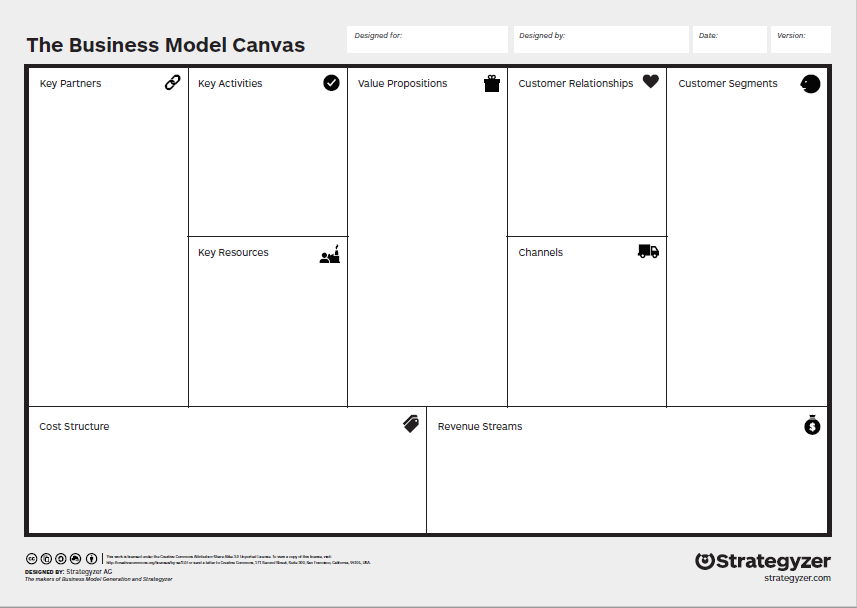 The Business Model Canvas
Designed for:
Designed by:
Date:
Version:
Key Partners
Key Activities
Value Propositions
Customer Relationships
Customer Segments
Key Resources
Channels
Cost Structure
Revenue Streams
This work is licensed under the Creative Commons Attribution-Share Alike 3.0 Unported License. To view a copy of this license, visit:
http://creativecommons.org/licenses/by-sa/3.0/ or send a letter to Creative Commons, 171 Second Street, Suite 300, San Francisco, California, 94105, USA.
DESIGNED BY: Strategyzer AG
The makers of Business Model Generation and Strategyzer
Strategyzer
strategyzer.com